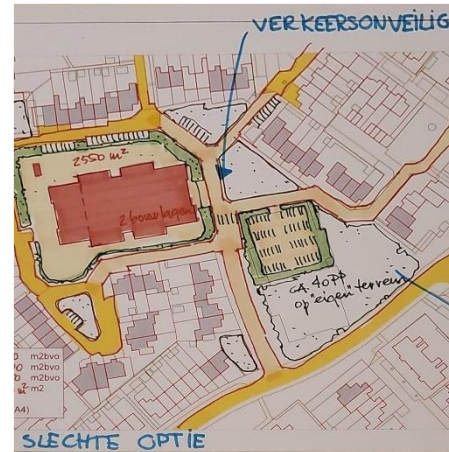 VERKEERSONVEILIG
2550 m²
2 bouwlagen
CA. 40 PP
op "eigen" terrein
m2bvo
m2bvo
m2bvo
m2
A4)
SLECHTE OPTIE